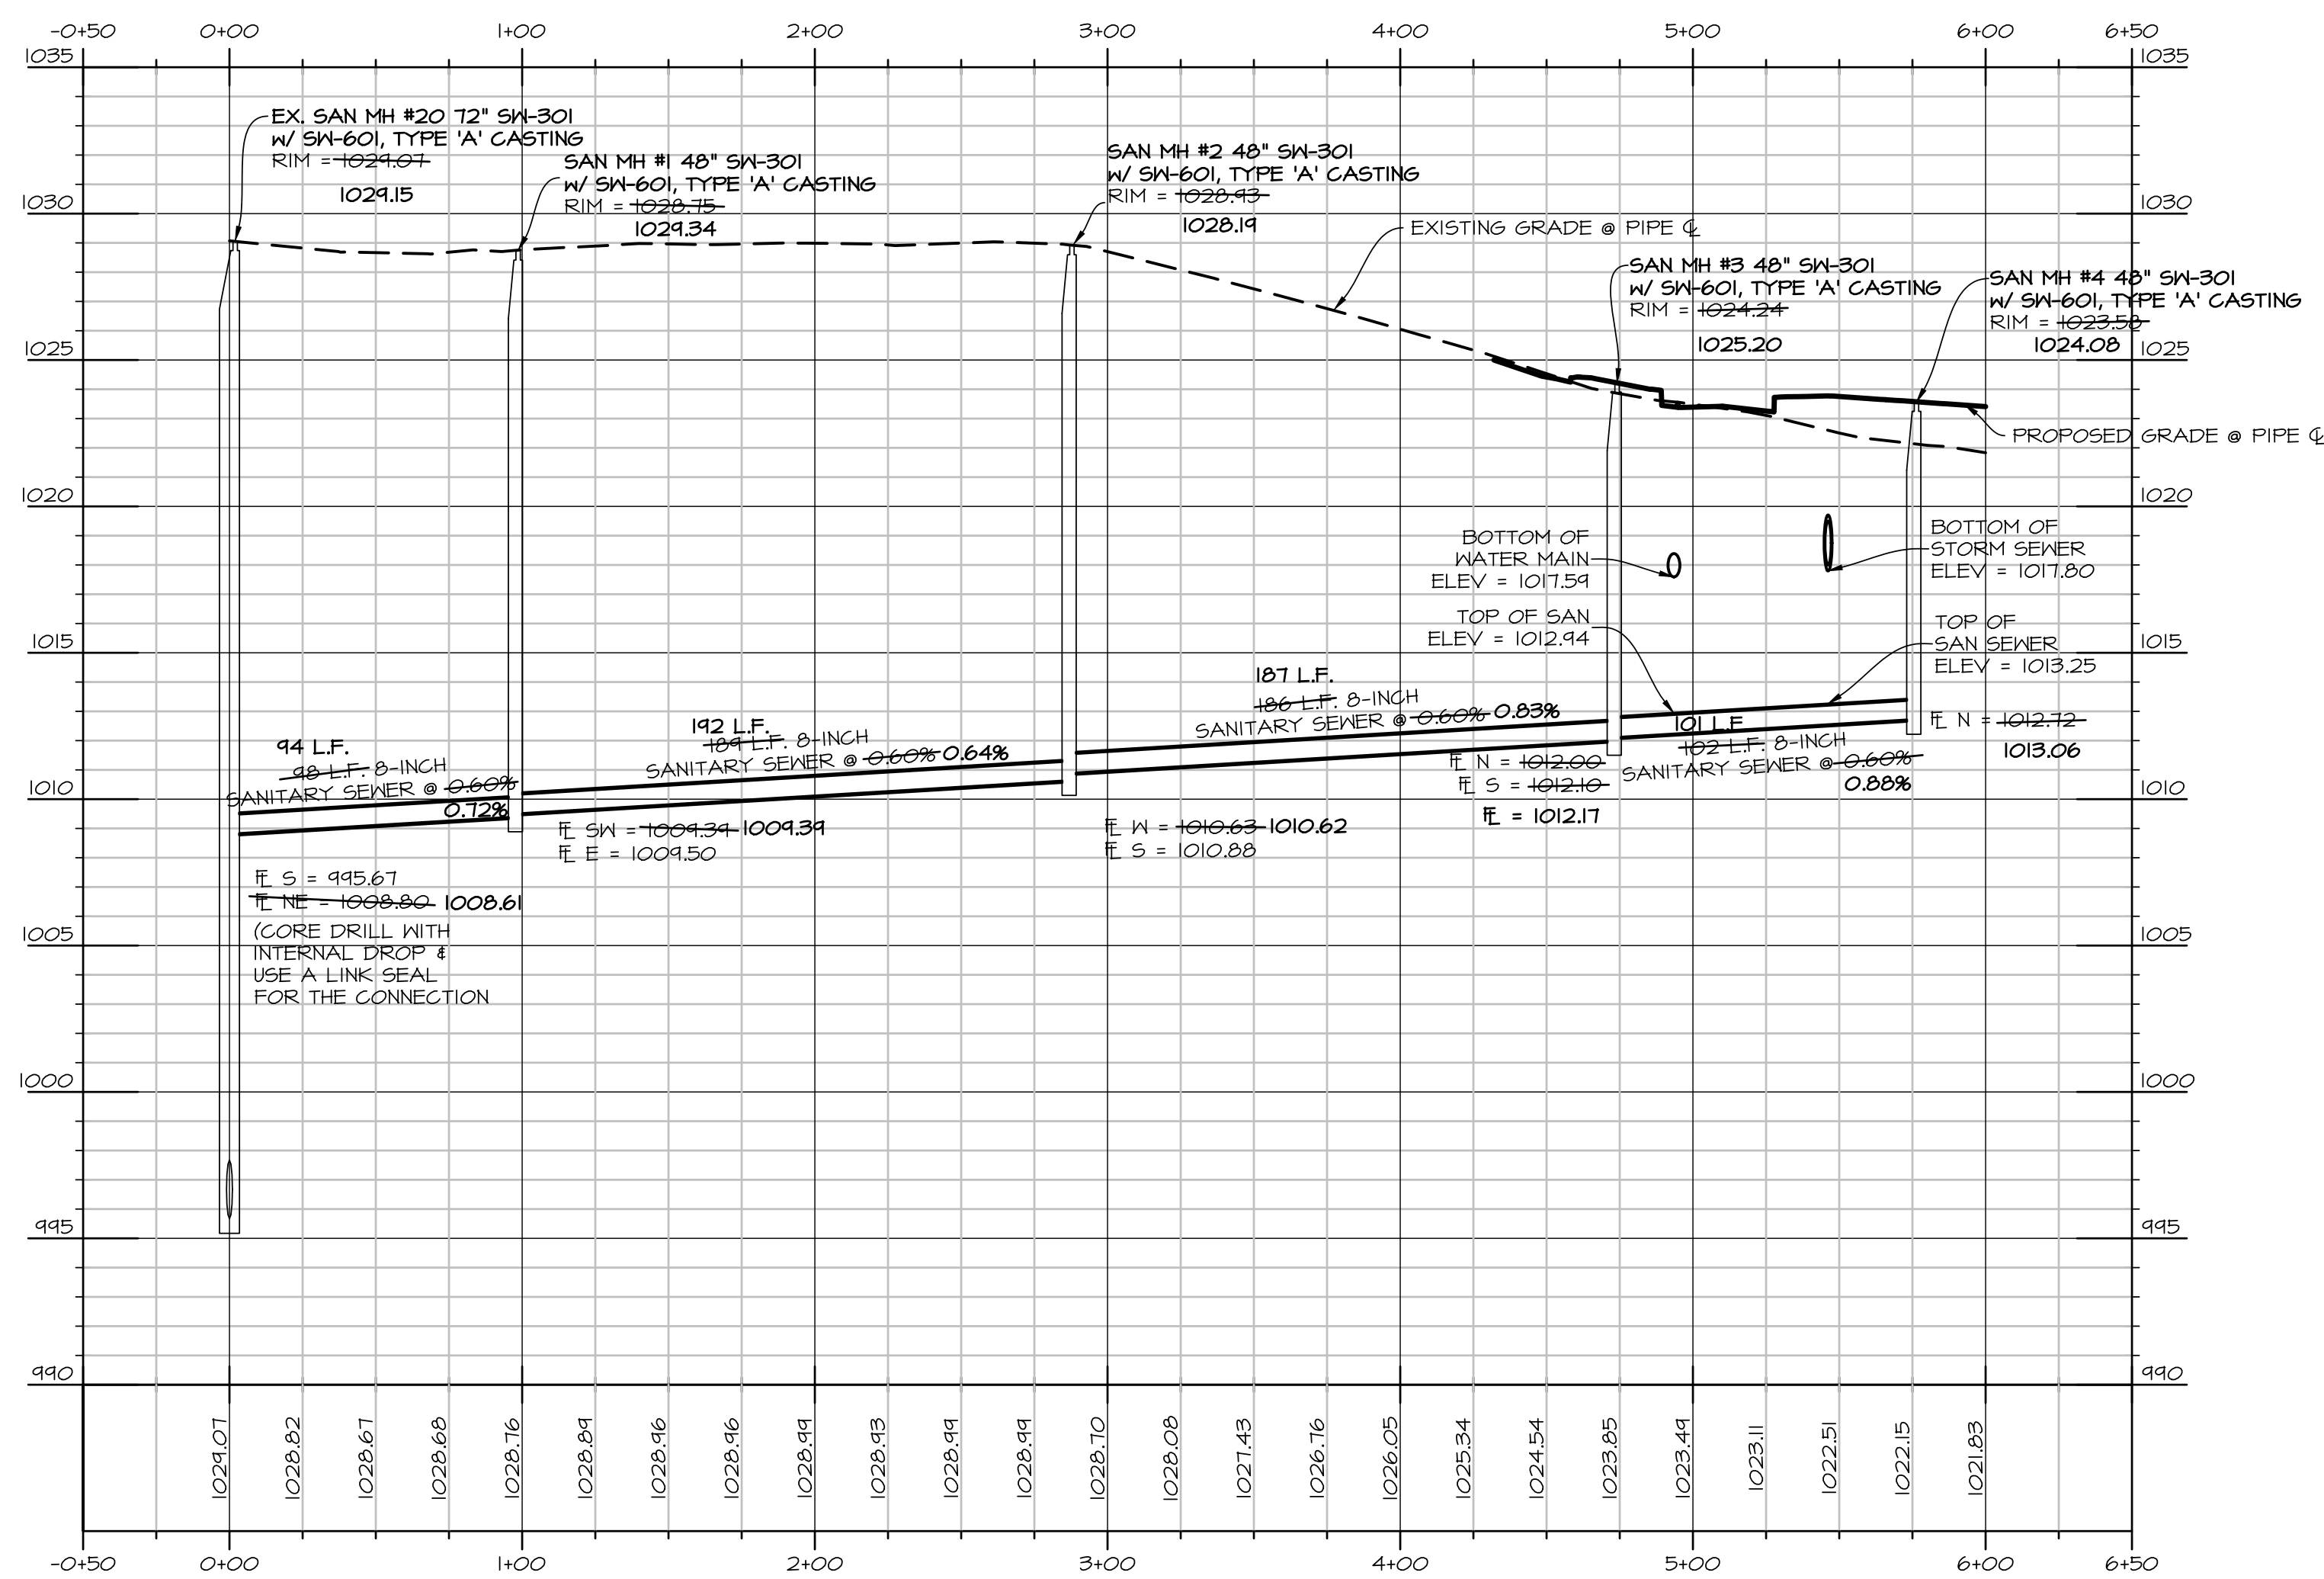 -0+50 0+00 1+00 2+00 3+00 4+00 5+00 6+00 6+50
1035 1035
EX. SAN MH #20 72" SW-301
w/ SW-601, TYPE 'A' CASTING
RIM = 1029.07
1029.15
SAN MH #1 48" SW-301
w/ SW-601, TYPE 'A' CASTING
RIM = 1028.75
1029.34
SAN MH #2 48" SW-301
w/ SW-601, TYPE 'A' CASTING
RIM = 1028.93
1028.19
1030 1030
EXISTING GRADE @ PIPE ℄
SAN MH #3 48" SW-301
w/ SW-601, TYPE 'A' CASTING
RIM = 1024.24
1025.20
SAN MH #4 48" SW-301
w/ SW-601, TYPE 'A' CASTING
RIM = 1023.58
1024.08
1025 1025
PROPOSED GRADE @ PIPE ℄
1020 1020
BOTTOM OF
WATER MAIN
ELEV = 1017.59
BOTTOM OF
STORM SEWER
ELEV = 1017.80
TOP OF SAN
ELEV = 1012.94
TOP OF
SAN SEWER
ELEV = 1013.25
1015 1015
94 L.F.
98 L.F. 8-INCH
SANITARY SEWER @ 0.60%
0.72%
192 L.F.
189 L.F. 8-INCH
SANITARY SEWER @ 0.60% 0.64%
187 L.F.
186 L.F. 8-INCH
SANITARY SEWER @ 0.60% 0.83%
101 L.F.
102 L.F. 8-INCH
SANITARY SEWER @ 0.60%
0.88%
FL N = 1012.72
1013.06
FL N = 1012.00
FL S = 1012.10
FL = 1012.17
1010 1010
FL SW = 1009.39 1009.39
FL E = 1009.50
FL W = 1010.63 1010.62
FL S = 1010.88
FL S = 995.67
FL NE = 1008.80 1008.61
(CORE DRILL WITH
INTERNAL DROP &
USE A LINK SEAL
FOR THE CONNECTION
1005 1005
1000 1000
995 995
990 990
1029.07
1028.82
1028.67
1028.68
1028.76
1028.89
1028.96
1028.96
1028.99
1028.93
1028.99
1028.99
1028.70
1028.08
1027.43
1026.76
1026.05
1025.34
1024.54
1023.85
1023.49
1023.11
1022.51
1022.15
1021.83
-0+50 0+00 1+00 2+00 3+00 4+00 5+00 6+00 6+50